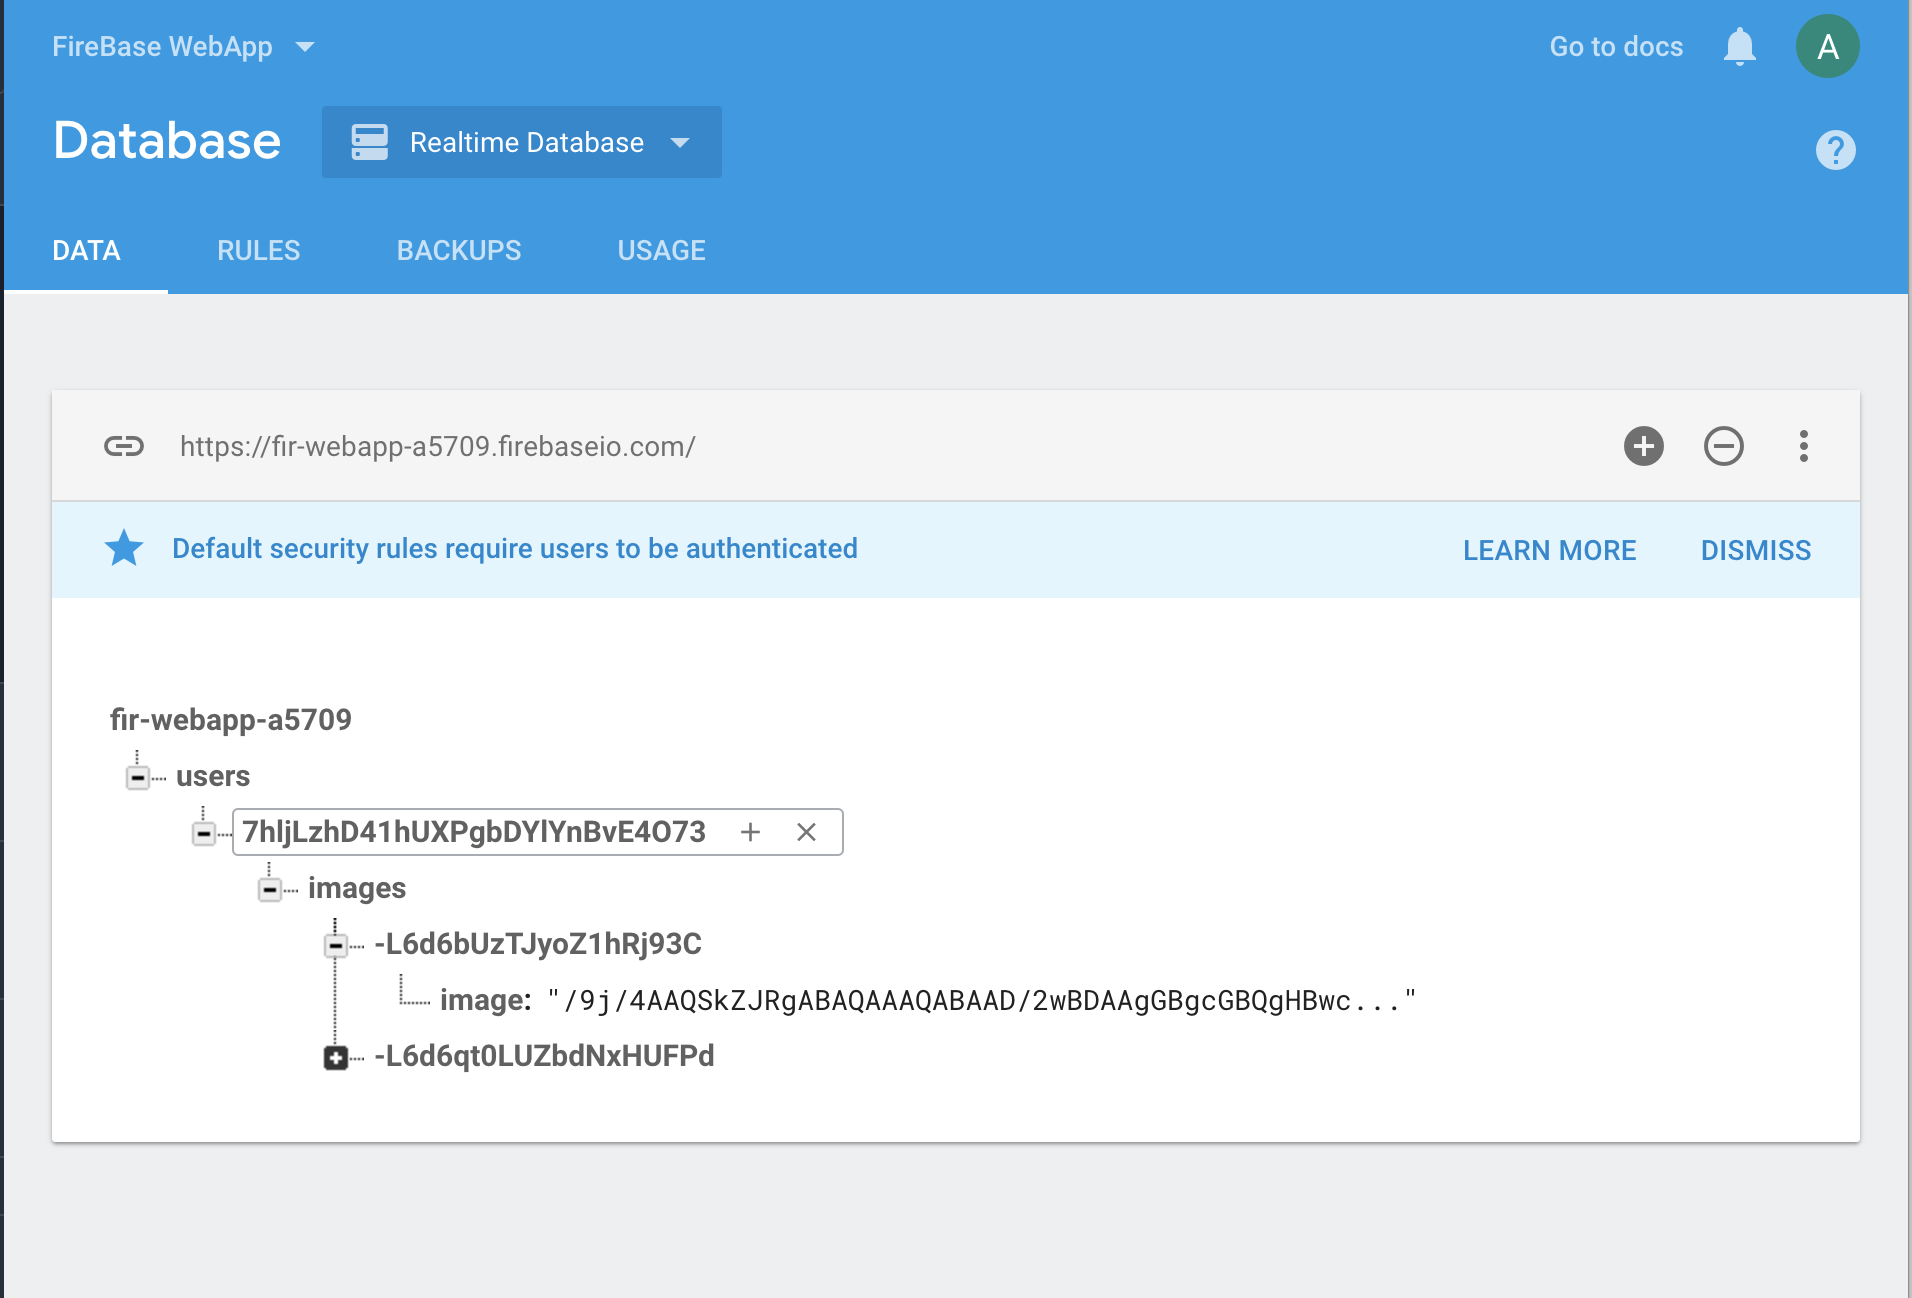 FireBase WebApp
Go to docs
A
Database
Realtime Database
?
DATA
RULES
BACKUPS
USAGE
https://fir-webapp-a5709.firebaseio.com/
Default security rules require users to be authenticated
LEARN MORE
DISMISS
fir-webapp-a5709
users
7hljLzhD41hUXPgbDYlYnBvE4O73
images
-L6d6bUzTJyoZ1hRj93C
image: "/9j/4AAQSkZJRgABAQAAAQABAAD/2wBDAAgGBgcGBQgHBwc..."
-L6d6qt0LUZbdNxHUFPd